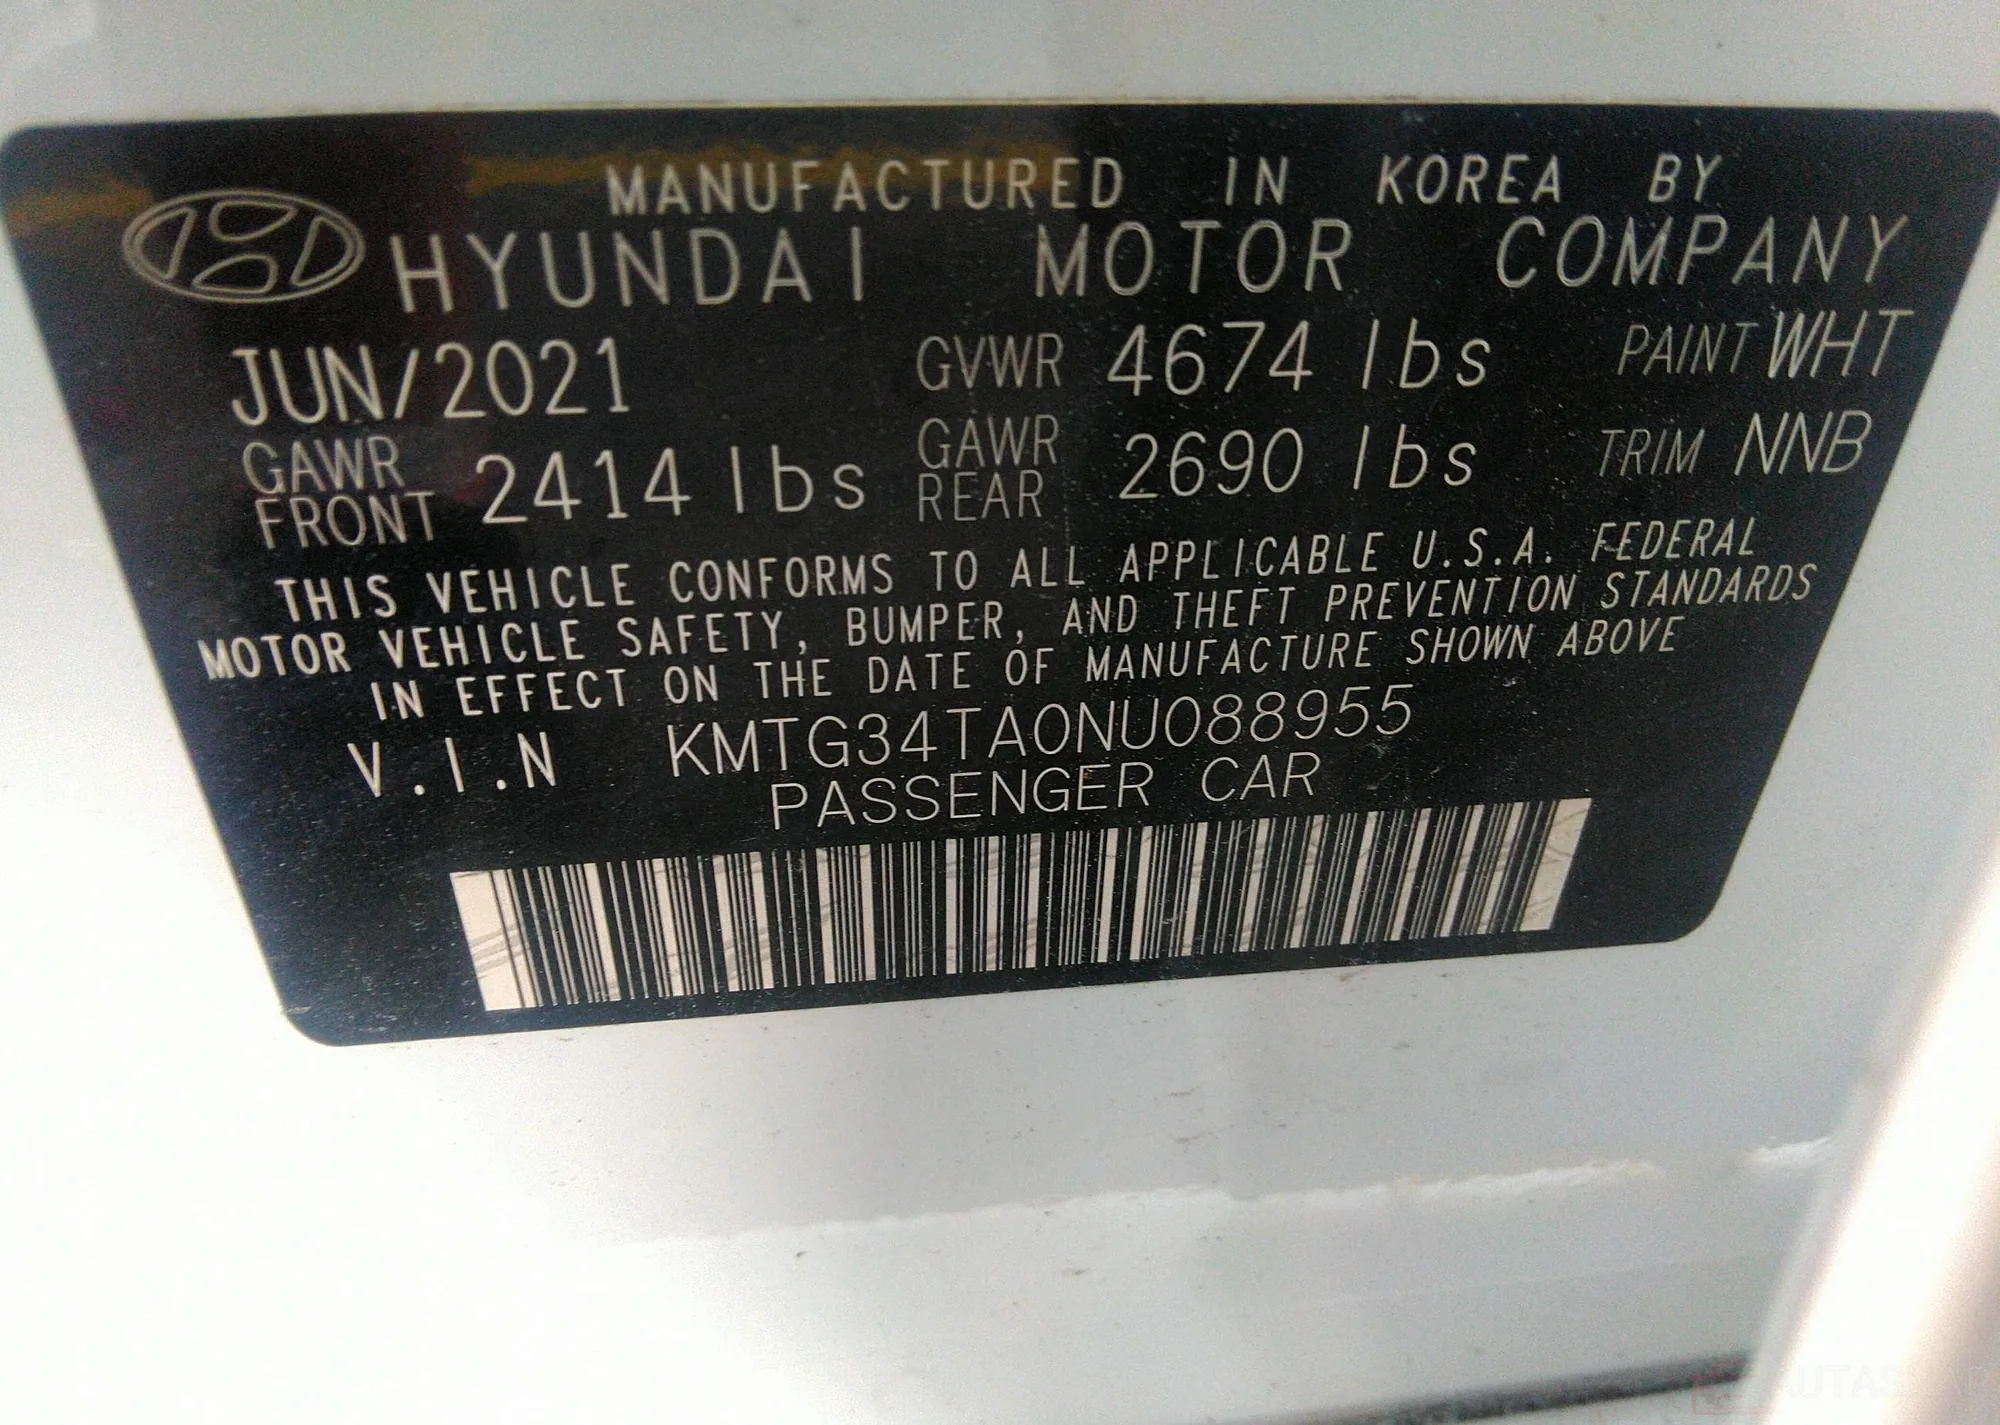 MANUFACTURED IN KOREA BY
HYUNDAI MOTOR COMPANY
JUN/2021 GVWR 4674 lbs PAINT WHT
GAWR FRONT 2414 lbs GAWR REAR 2690 lbs TRIM NNB
THIS VEHICLE CONFORMS TO ALL APPLICABLE U.S.A. FEDERAL
MOTOR VEHICLE SAFETY, BUMPER, AND THEFT PREVENTION STANDARDS
IN EFFECT ON THE DATE OF MANUFACTURE SHOWN ABOVE
V.I.N KMTG34TA0NU088955
PASSENGER CAR